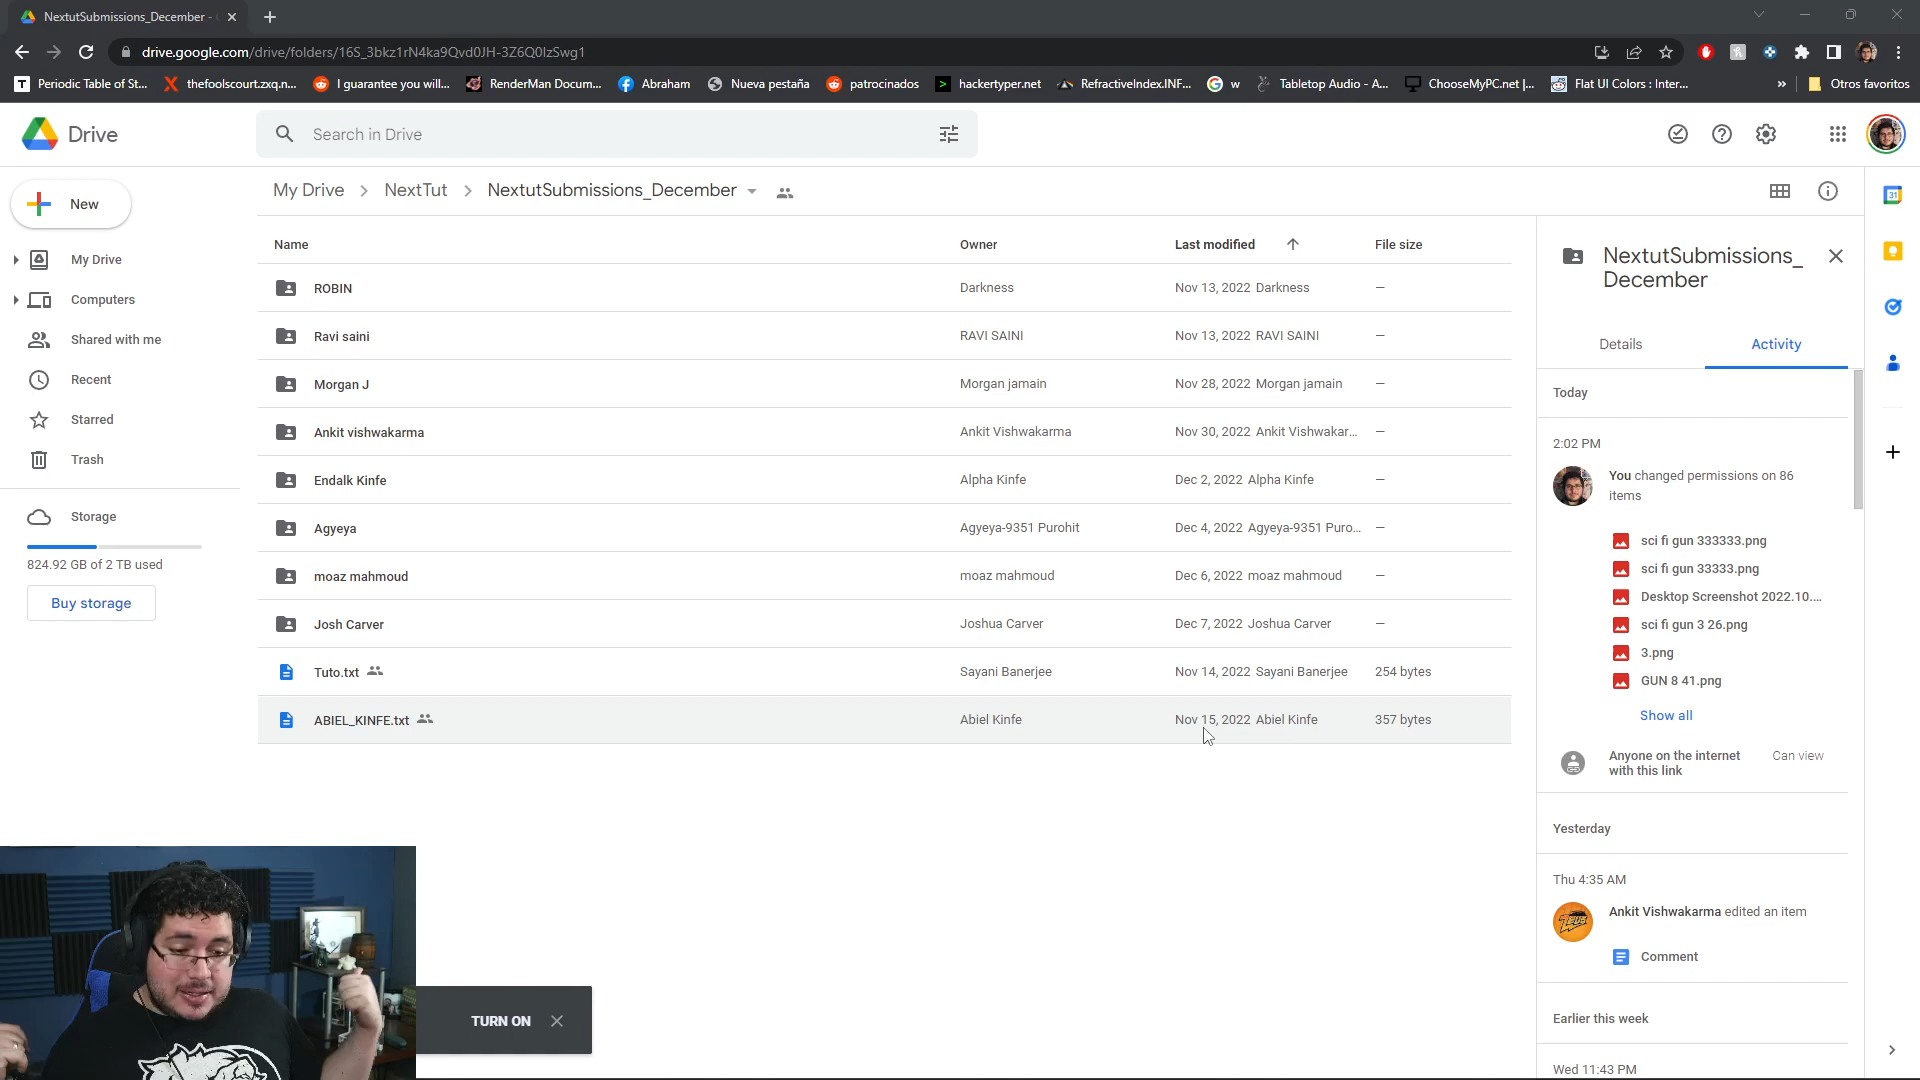 NextutSubmissions_December -
drive.google.com/drive/folders/16S_3bkz1rN4ka9Qvd0JH-3Z6Q0IzSwg1
Periodic Table of St...
thefoolscourt.zxq.n...
I guarantee you will...
RenderMan Docum...
Abraham
Nueva pestaña
patrocinados
hackertyper.net
RefractiveIndex.INF...
w
Tabletop Audio - A...
ChooseMyPC.net |...
Flat UI Colors : Inter...
»
Otros favoritos
Drive
Search in Drive
New
My Drive
Computers
Shared with me
Recent
Starred
Trash
Storage
824.92 GB of 2 TB used
Buy storage
My Drive > NextTut > NextutSubmissions_December
Name Owner Last modified File size
ROBIN Darkness Nov 13, 2022 Darkness —
Ravi saini RAVI SAINI Nov 13, 2022 RAVI SAINI —
Morgan J Morgan jamain Nov 28, 2022 Morgan jamain —
Ankit vishwakarma Ankit Vishwakarma Nov 30, 2022 Ankit Vishwakar... —
Endalk Kinfe Alpha Kinfe Dec 2, 2022 Alpha Kinfe —
Agyeya Agyeya-9351 Purohit Dec 4, 2022 Agyeya-9351 Puro... —
moaz mahmoud moaz mahmoud Dec 6, 2022 moaz mahmoud —
Josh Carver Joshua Carver Dec 7, 2022 Joshua Carver —
Tuto.txt Sayani Banerjee Nov 14, 2022 Sayani Banerjee 254 bytes
ABIEL_KINFE.txt Abiel Kinfe Nov 15, 2022 Abiel Kinfe 357 bytes
NextutSubmissions_
December
Details Activity
Today
2:02 PM
You changed permissions on 86
items
sci fi gun 333333.png
sci fi gun 33333.png
Desktop Screenshot 2022.10....
sci fi gun 3 26.png
3.png
GUN 8 41.png
Show all
Anyone on the internet Can view
with this link
Yesterday
Thu 4:35 AM
Ankit Vishwakarma edited an item
Comment
Earlier this week
Wed 11:43 PM
31
TURN ON